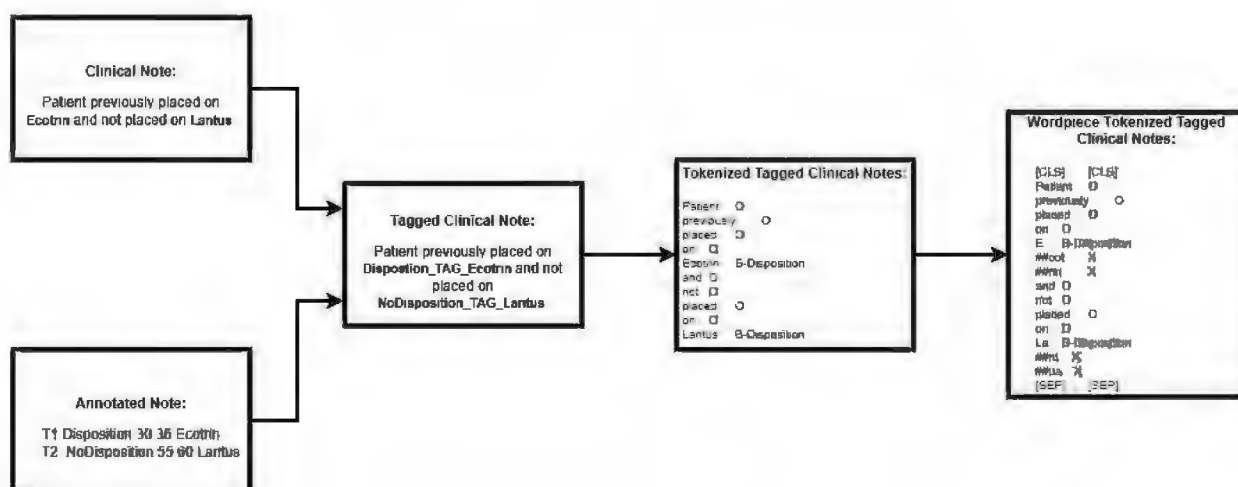 Clinical Note:
Patient previously placed on
Ecotrin and not placed on Lantus
Annotated Note:
T1 Disposition 30 36 Ecotrin
T2 NoDisposition 55 60 Lantus
Tagged Clinical Note:
Patient previously placed on
Dispostion_TAG_Ecotrin and not
placed on
NoDisposition_TAG_Lantus
Tokenized Tagged Clinical Notes:
Patient O
previously O
placed O
on O
Ecotrin B-Disposition
and O
not O
placed O
on O
Lantus B-Disposition
Wordpiece Tokenized Tagged
Clinical Notes:
[CLS] [CLS]
Patient O
previously O
placed O
on O
E B-Disposition
##cot X
##rin X
and O
not O
placed O
on O
La B-Disposition
##nt X
X
[SEP] [SEP]